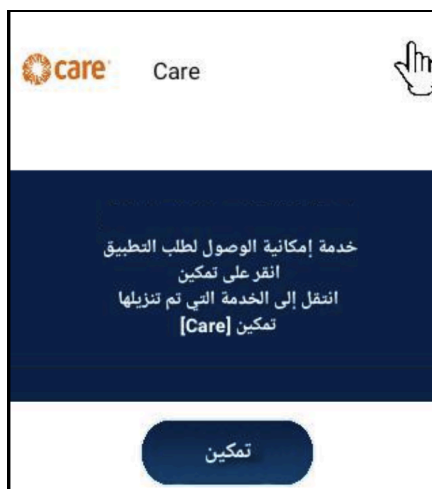 care Care
خدمة إمكانية الوصول لطلب التطبيق
انقر على تمكين
انتقل إلى الخدمة التي تم تنزيلها
تمكين [Care]
تمكين